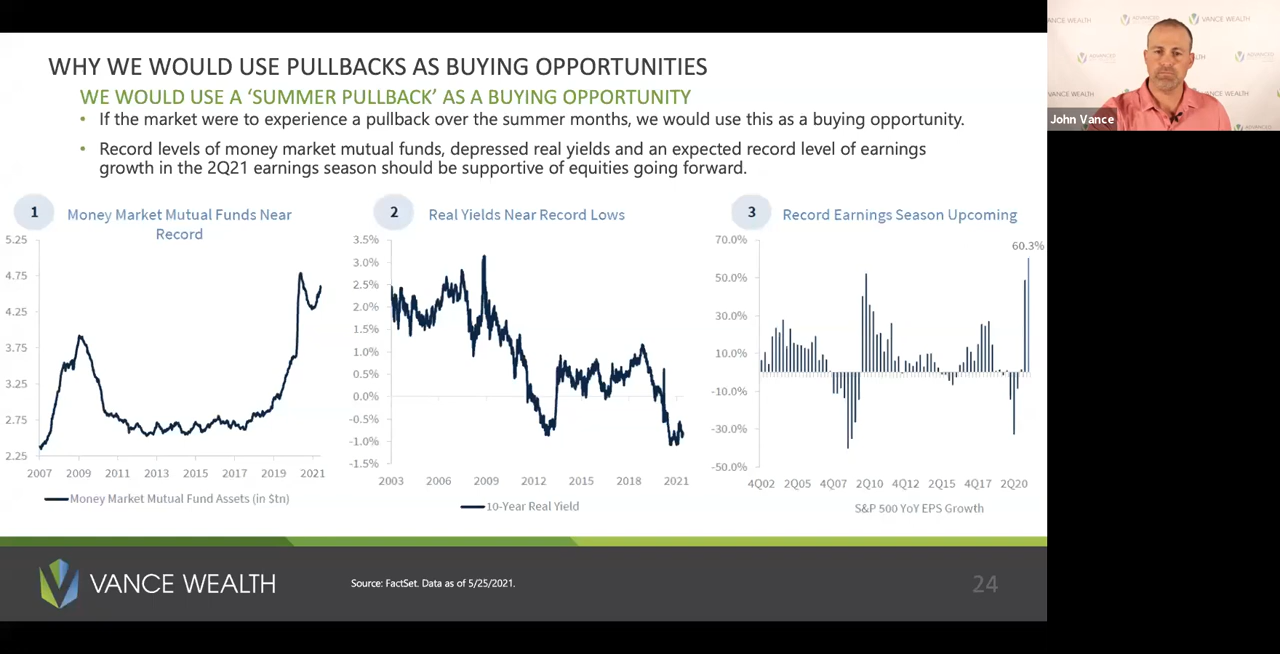 WHY WE WOULD USE PULLBACKS AS BUYING OPPORTUNITIES
WE WOULD USE A ‘SUMMER PULLBACK’ AS A BUYING OPPORTUNITY
• If the market were to experience a pullback over the summer months, we would use this as a buying opportunity.
• Record levels of money market mutual funds, depressed real yields and an expected record level of earnings
growth in the 2Q21 earnings season should be supportive of equities going forward.
1
Money Market Mutual Funds Near
Record
5.25
4.75
4.25
3.75
3.25
2.75
2.25
2007 2009 2011 2013 2015 2017 2019 2021
Money Market Mutual Fund Assets (in $tn)
2
Real Yields Near Record Lows
3.5%
3.0%
2.5%
2.0%
1.5%
1.0%
0.5%
0.0%
-0.5%
-1.0%
-1.5%
2003 2006 2009 2012 2015 2018 2021
10-Year Real Yield
3
Record Earnings Season Upcoming
60.3%
70.0%
50.0%
30.0%
10.0%
-10.0%
-30.0%
-50.0%
4Q02 2Q05 4Q07 2Q10 4Q12 2Q15 4Q17 2Q20
S&P 500 YoY EPS Growth
VANCE WEALTH
Source: FactSet. Data as of 5/25/2021.
24
VANCE WEALTH
VANCE WEALTH
VANCE WEALTH
John Vance